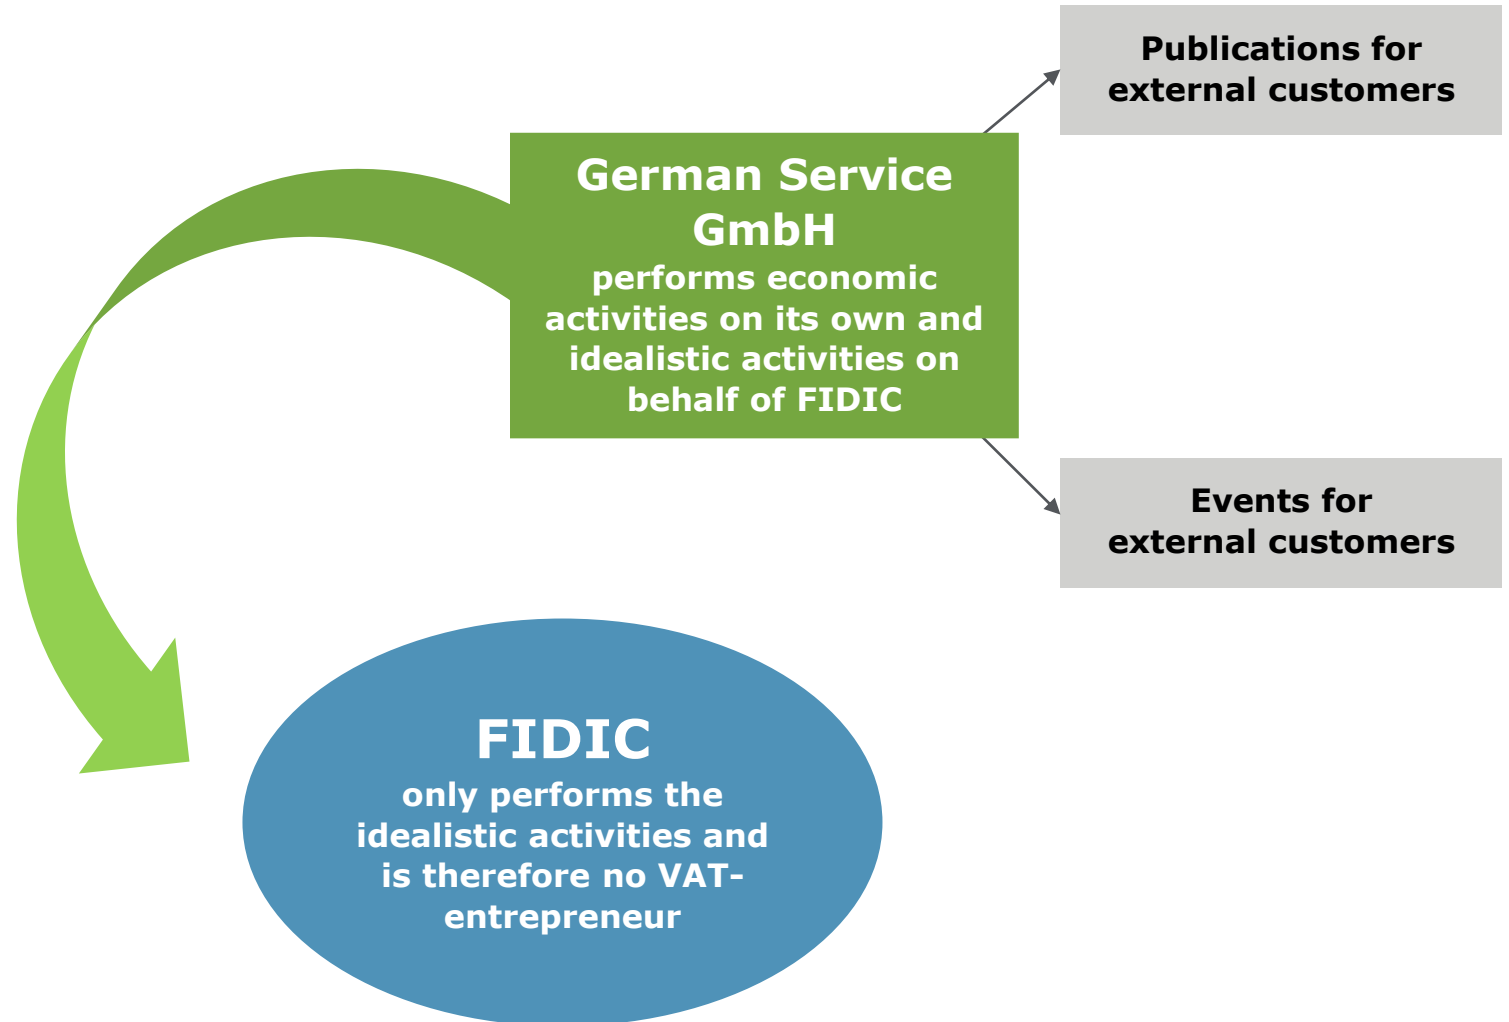 Publications for
external customers
German Service
GmbH
performs economic
activities on its own and
idealistic activities on
behalf of FIDIC
Events for
external customers
FIDIC
only performs the
idealistic activities and
is therefore no VAT-
entrepreneur